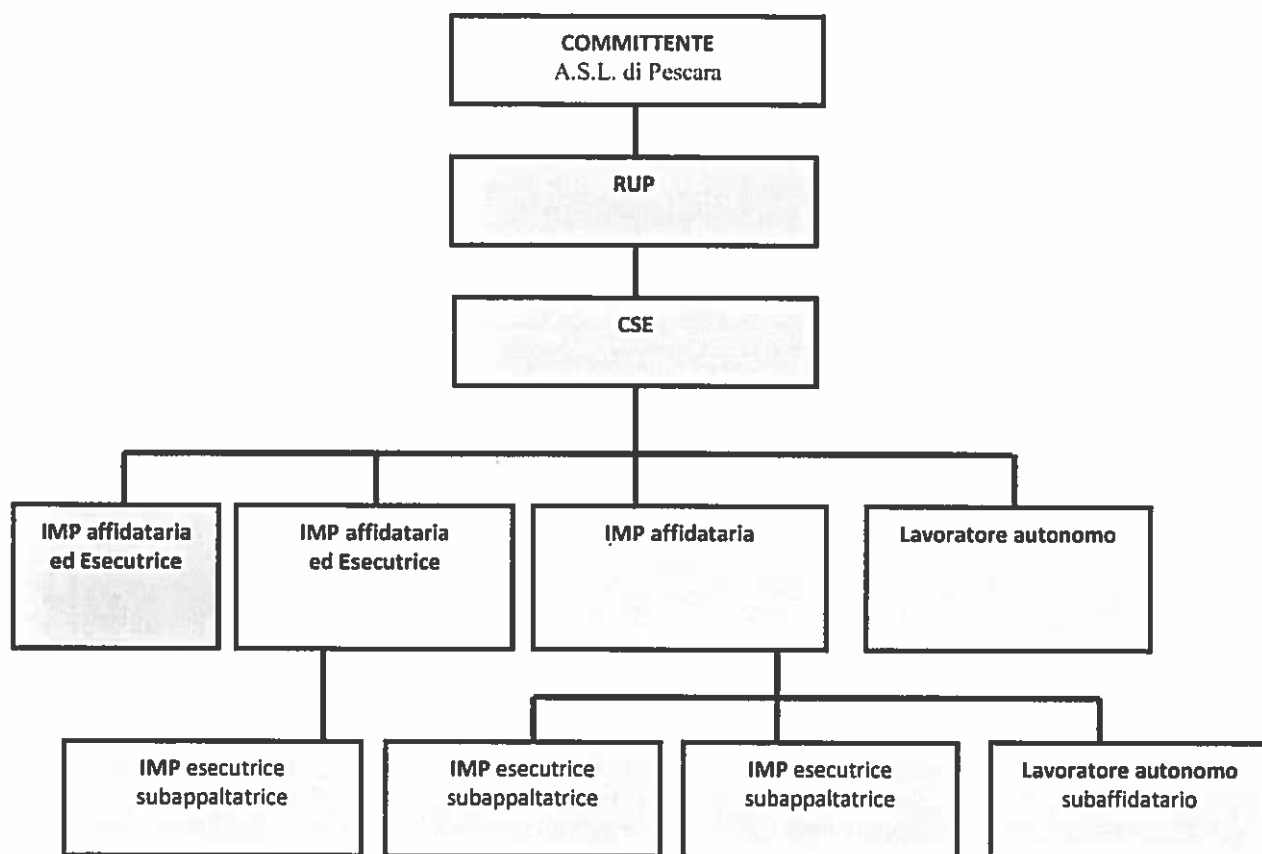 COMMITTENTE
A.S.L. di Pescara
RUP
CSE
IMP affidataria
ed Esecutrice
IMP affidataria
ed Esecutrice
IMP affidataria
Lavoratore autonomo
IMP esecutrice
subappaltatrice
IMP esecutrice
subappaltatrice
IMP esecutrice
subappaltatrice
Lavoratore autonomo
subaffidatario